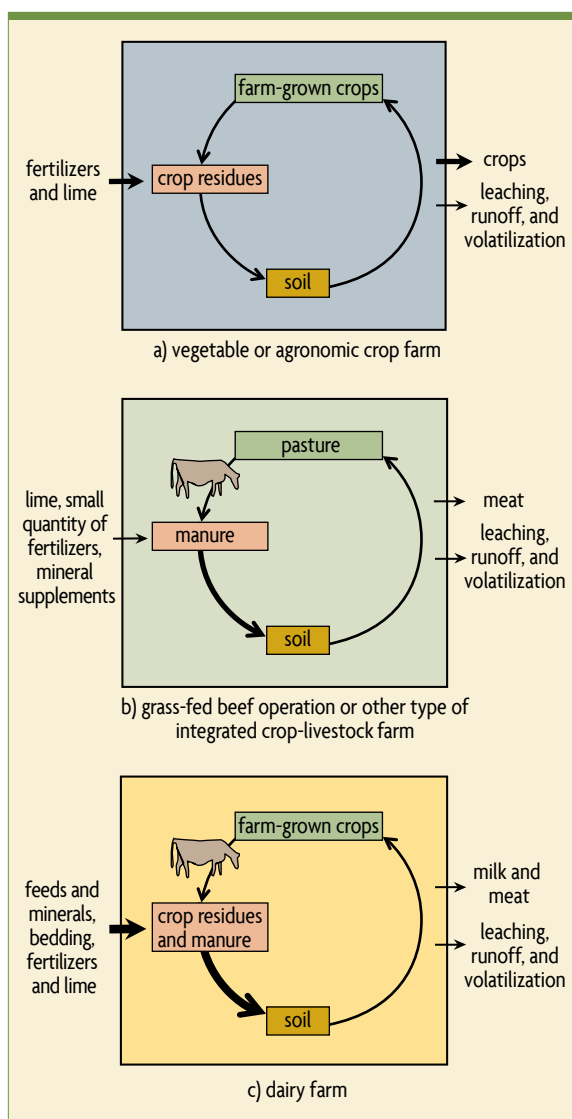 farm-grown crops
fertilizers
and lime
crop residues
crops
leaching,
runoff, and
volatilization
soil
a) vegetable or agronomic crop farm
pasture
lime, small
quantity of
fertilizers,
mineral
supplements
manure
meat
leaching,
runoff, and
volatilization
soil
b) grass-fed beef operation or other type of
integrated crop-livestock farm
farm-grown crops
feeds and
minerals,
bedding,
fertilizers
and lime
crop residues
and manure
milk and
meat
leaching,
runoff, and
volatilization
soil
c) dairy farm